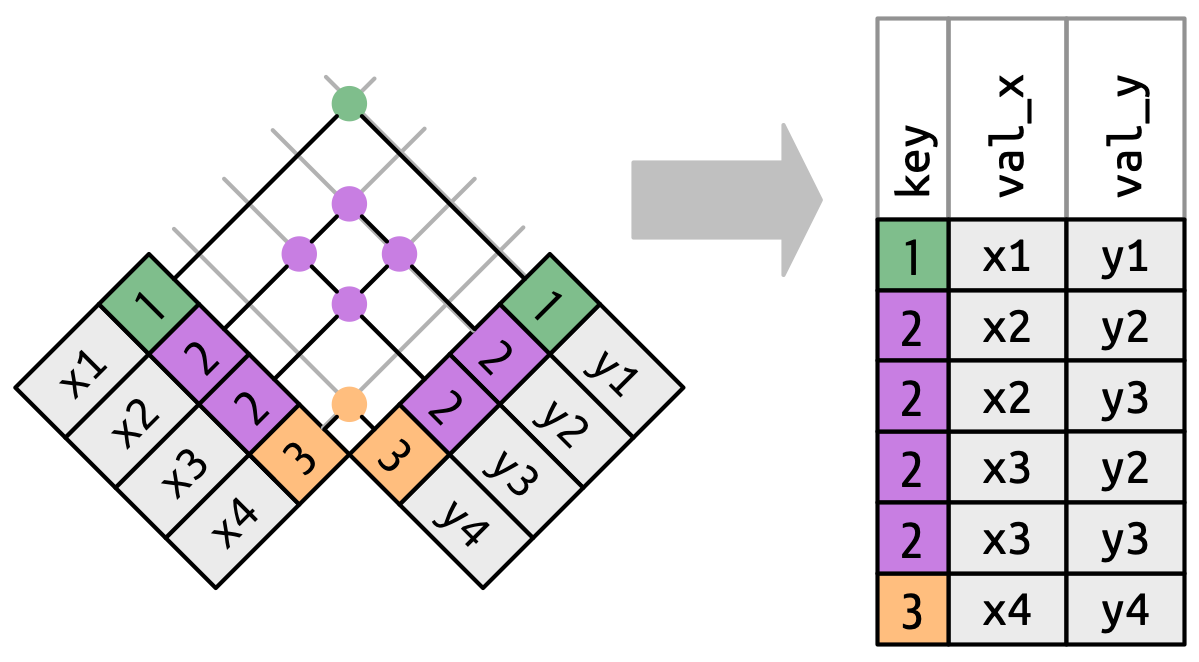 1 x1
2 x2
2 x3
3 x4
1 y1
2 y2
2 y3
3 y4
key val_x val_y
1 x1 y1
2 x2 y2
2 x2 y3
2 x3 y2
2 x3 y3
3 x4 y4